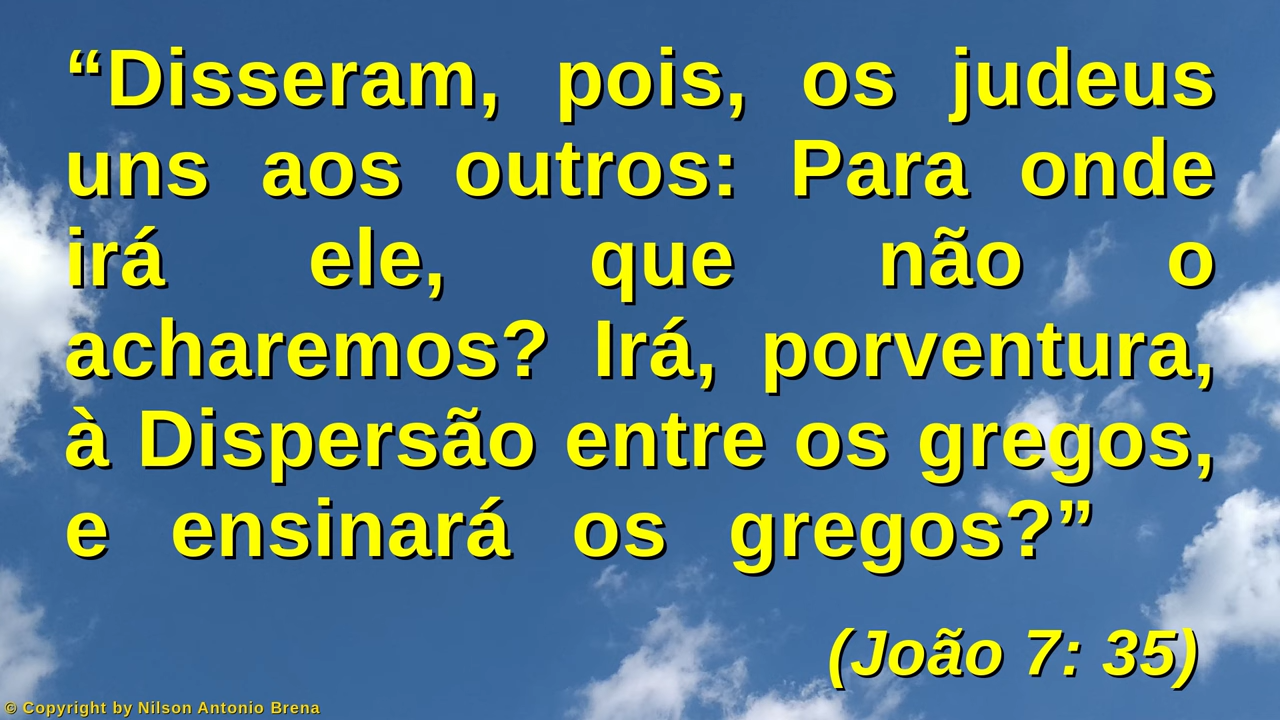 “Disseram, pois, os judeus
uns aos outros: Para onde
irá ele, que não o
acharemos? Irá, porventura,
à Dispersão entre os gregos,
e ensinará os gregos?”
(João 7: 35)
© Copyright by Nilson Antonio Brena